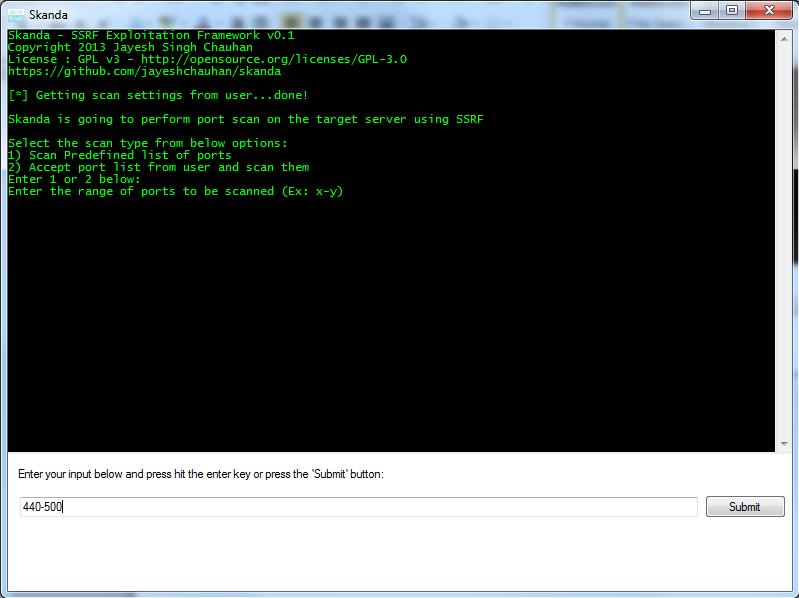 Skanda
Skanda - SSRF Exploitation Framework v0.1
Copyright 2013 Jayesh Singh Chauhan
License : GPL v3 - http://opensource.org/licenses/GPL-3.0
https://github.com/jayeshchauhan/skanda
[*] Getting scan settings from user...done!
Skanda is going to perform port scan on the target server using SSRF
Select the scan type from below options:
1) Scan Predefined list of ports
2) Accept port list from user and scan them
Enter 1 or 2 below:
Enter the range of ports to be scanned (Ex: x-y)
Enter your input below and press hit the enter key or press the 'Submit' button:
440-500
Submit